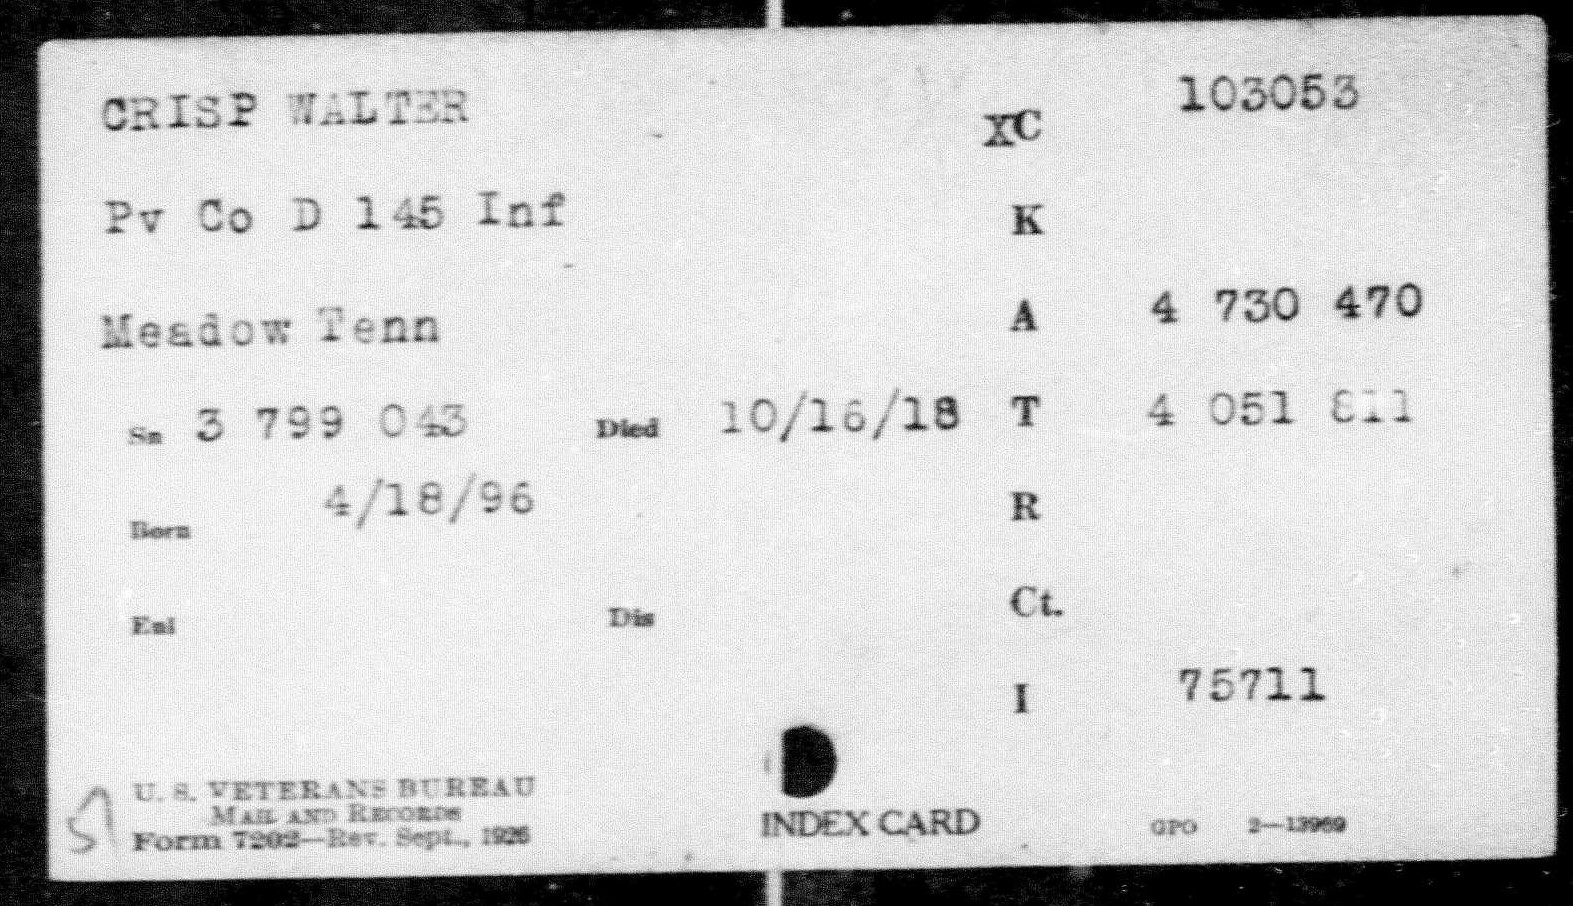 CRISP WALTER
XC 103053
Pv Co D 145 Inf
K
Meadow Tenn
A 4 730 470
Sn 3 799 043 Died 10/16/18 T 4 051 811
Born 4/18/96
R
Enl Dis Ct.
I 75711
U. S. VETERANS BUREAU
MAIL AND RECORDS
Form 7202—Rev. Sept., 1926
INDEX CARD
GPO 2—13969